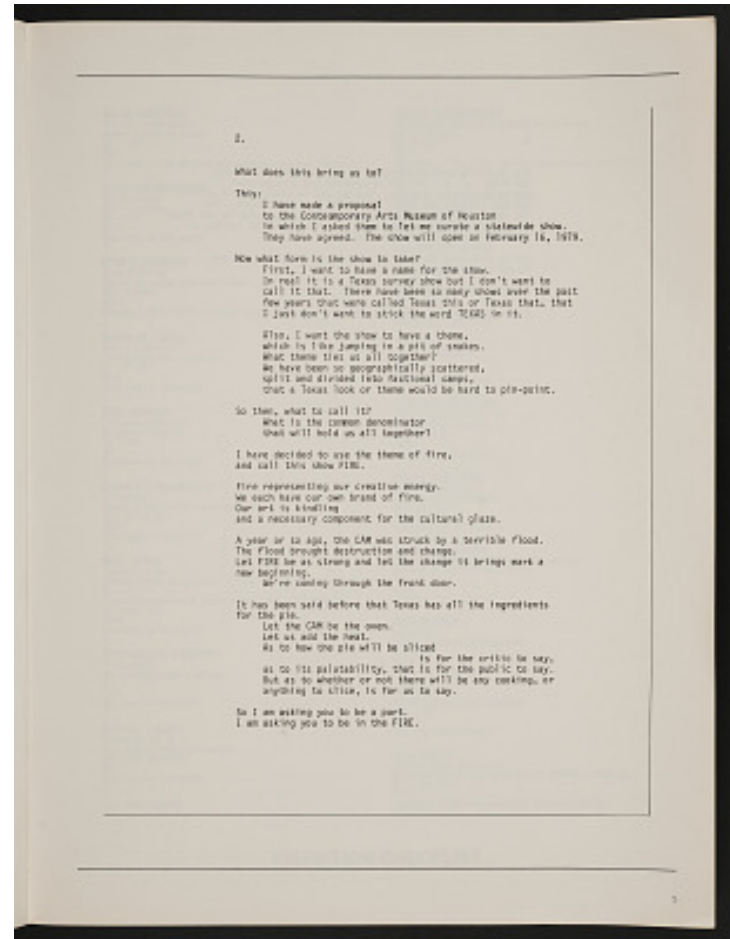 2.
What does this bring us to?
This:
I have made a proposal
to the Contemporary Arts Museum of Houston
in which I asked them to let me curate a statewide show.
They have agreed. The show will open on February 16, 1979.
Now what form is the show to take?
First, I want to have a name for the show.
In real it is a Texas survey show but I don't want to
call it that. There have been so many shows over the past
few years that were called Texas this or Texas that, that
I just don't want to stick the word TEXAS in it.
Also, I want the show to have a theme,
which is like jumping in a pit of snakes.
What theme ties us all together?
We have been so geographically scattered,
split and divided into factional camps,
that a Texas look or theme would be hard to pin-point.
So then, what to call it?
What is the common denominator
that will hold us all together?
I have decided to use the theme of fire,
and call this show FIRE.
Fire representing our creative energy.
We each have our own brand of fire.
Our art is kindling
and a necessary component for the cultural glaze.
A year or so ago, the CAM was struck by a terrible flood.
The flood brought destruction and change.
Let FIRE be as strong and let the change it brings mark a
new beginning.
We're coming through the front door.
It has been said before that Texas has all the ingredients
for the pie.
Let the CAM be the oven.
Let us add the heat.
As to how the pie will be sliced
is for the critic to say,
as to its palatability, that is for the public to say.
But as to whether or not there will be any cooking, or
anything to slice, is for us to say.
So I am asking you to be a part.
I am asking you to be in the FIRE.